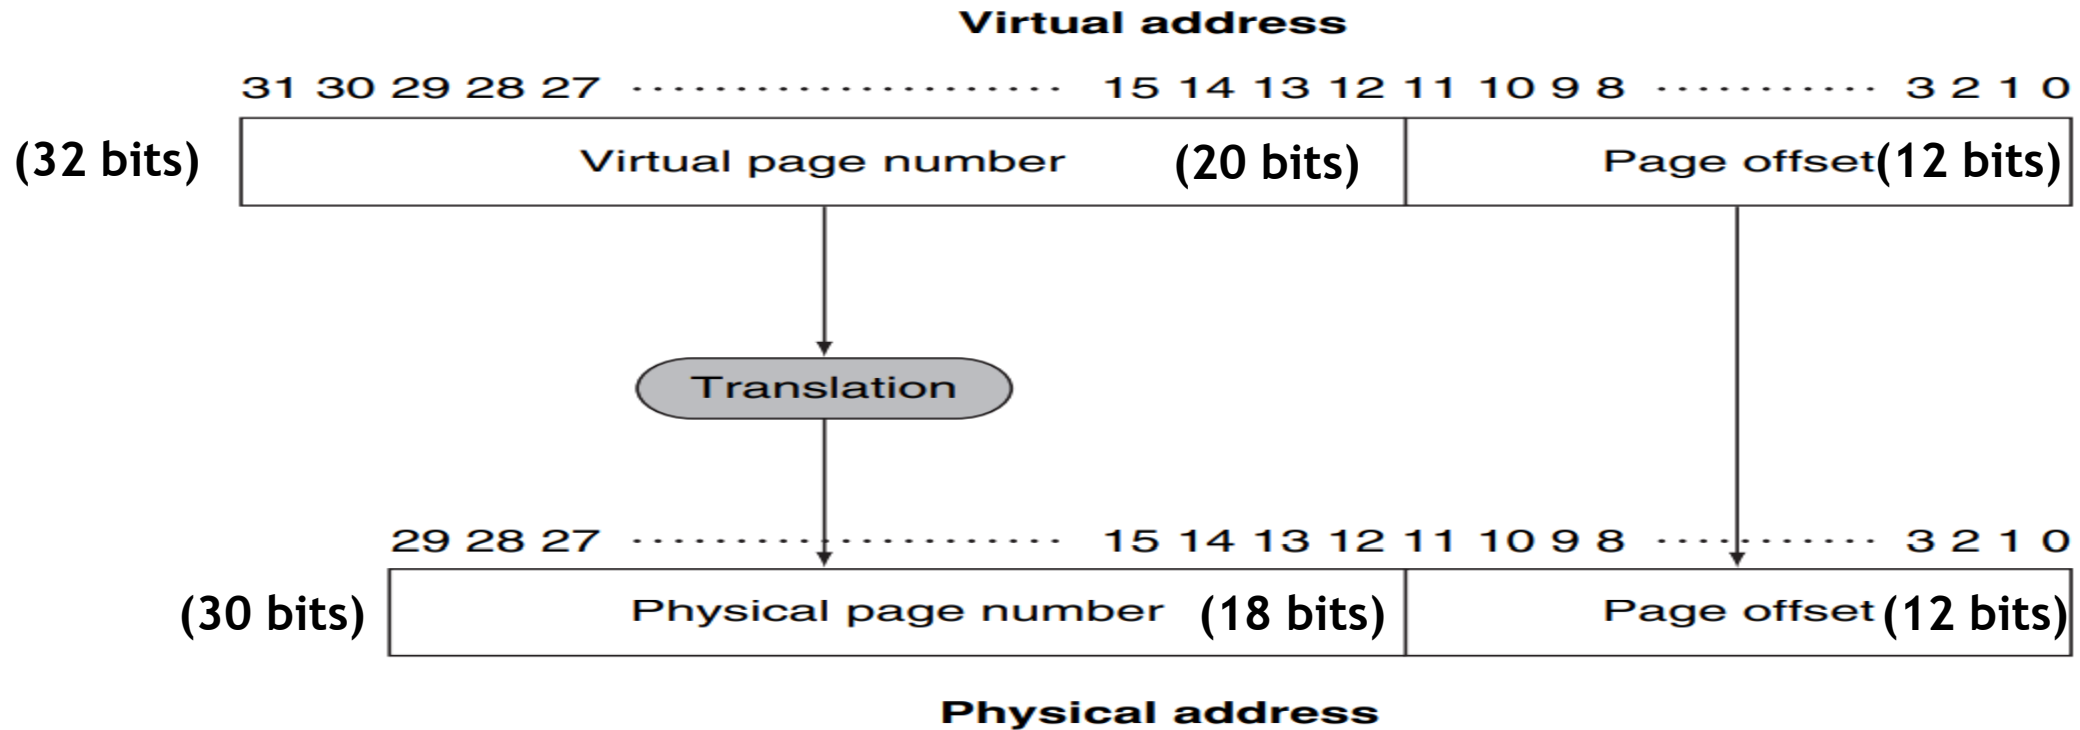 Virtual address
31 30 29 28 27 ..................... 15 14 13 12 11 10 9 8 ........... 3 2 1 0
(32 bits) Virtual page number (20 bits) Page offset (12 bits)
Translation
29 28 27 ..................... 15 14 13 12 11 10 9 8 ........... 3 2 1 0
(30 bits) Physical page number (18 bits) Page offset (12 bits)
Physical address